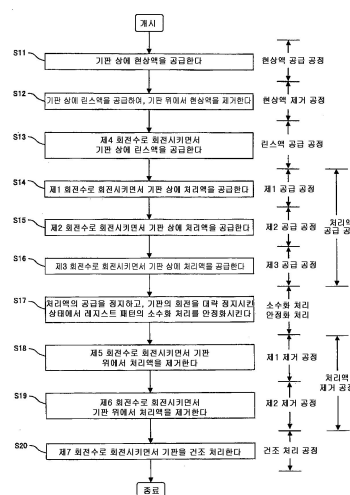 개시
S11
기판 상에 현상액을 공급한다
현상액 공급 공정
S12
기판 상에 린스액을 공급하여, 기판 위에서 현상액을 제거한다
현상액 제거 공정
S13
제4 회전수로 회전시키면서
기판 상에 린스액을 공급한다
린스액 공급 공정
S14
제1 회전수로 회전시키면서 기판 상에 처리액을 공급한다
제1 공급 공정
S15
제2 회전수로 회전시키면서 기판 상에 처리액을 공급한다
제2 공급 공정
처리액
공급 공정
S16
제3 회전수로 회전시키면서 기판 상에 처리액을 공급한다
제3 공급 공정
S17
처리액의 공급을 정지하고, 기판의 회전을 대략 정지시킨
상태에서 레지스트 패턴의 소수화 처리를 안정화시킨다
소수화 처리
안정화 공정
S18
제5 회전수로 회전시키면서 기판
위에서 처리액을 제거한다
제1 제거 공정
처리액
제거 공정
S19
제6 회전수로 회전시키면서
기판 위에서 처리액을 제거한다
제2 제거 공정
S20
제7 회전수로 회전시키면서 기판을 건조 처리한다
건조 처리 공정
종료